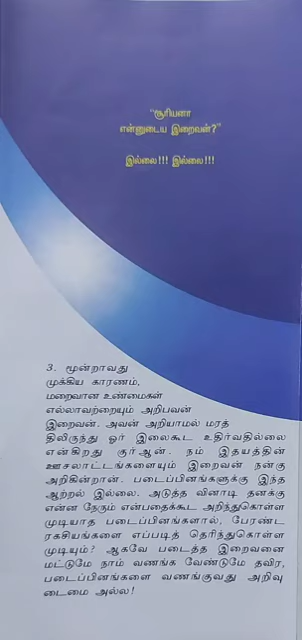 "சூரியனா
என்னுடைய இறைவன்?"
இல்லை!!! இல்லை!!!
3. மூன்றாவது
முக்கிய காரணம்,
மறைவான உண்மைகள்
எல்லாவற்றையும் அறிபவன்
இறைவன். அவன் அறியாமல் மரத்
திலிருந்து ஓர் இலைகூட உதிர்வதில்லை
என்கிறது குர்ஆன். நம் இதயத்தின்
ஊசலாட்டங்களையும் இறைவன் நன்கு
அறிகின்றான். படைப்பினங்களுக்கு இந்த
ஆற்றல் இல்லை. அடுத்த வினாடி தனக்கு
என்ன நேரும் என்பதைக்கூட அறிந்துகொள்ள
முடியாத படைப்பினங்களால், பேரண்ட
ரகசியங்களை எப்படித் தெரிந்துகொள்ள
முடியும்? ஆகவே படைத்த இறைவனை
மட்டுமே நாம் வணங்க வேண்டுமே தவிர,
படைப்பினங்களை வணங்குவது அறிவு
டைமை அல்ல!